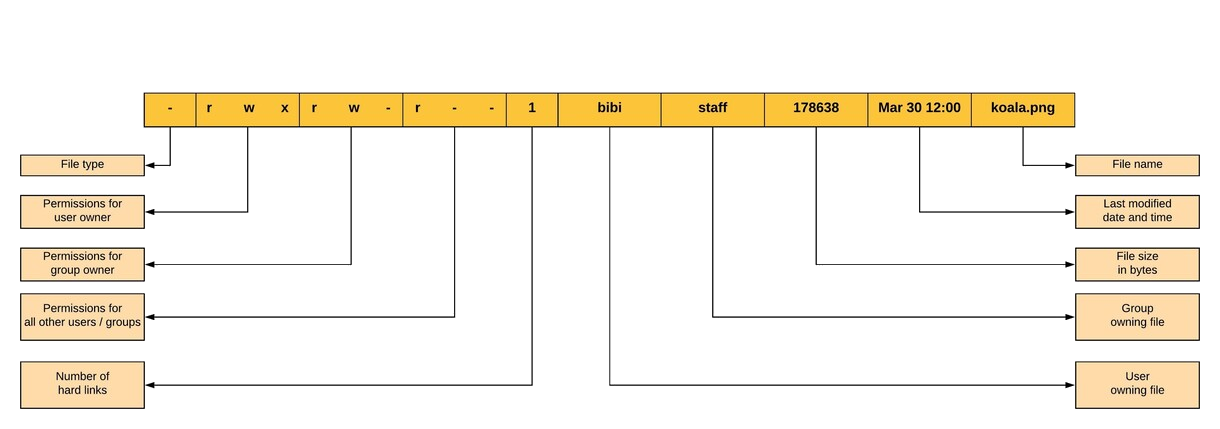 - r w x r w - r - - 1 bibi staff 178638 Mar 30 12:00 koala.png
File type
File name
Permissions for
user owner
Last modified
date and time
Permissions for
group owner
File size
in bytes
Permissions for
all other users / groups
Group
owning file
Number of
hard links
User
owning file